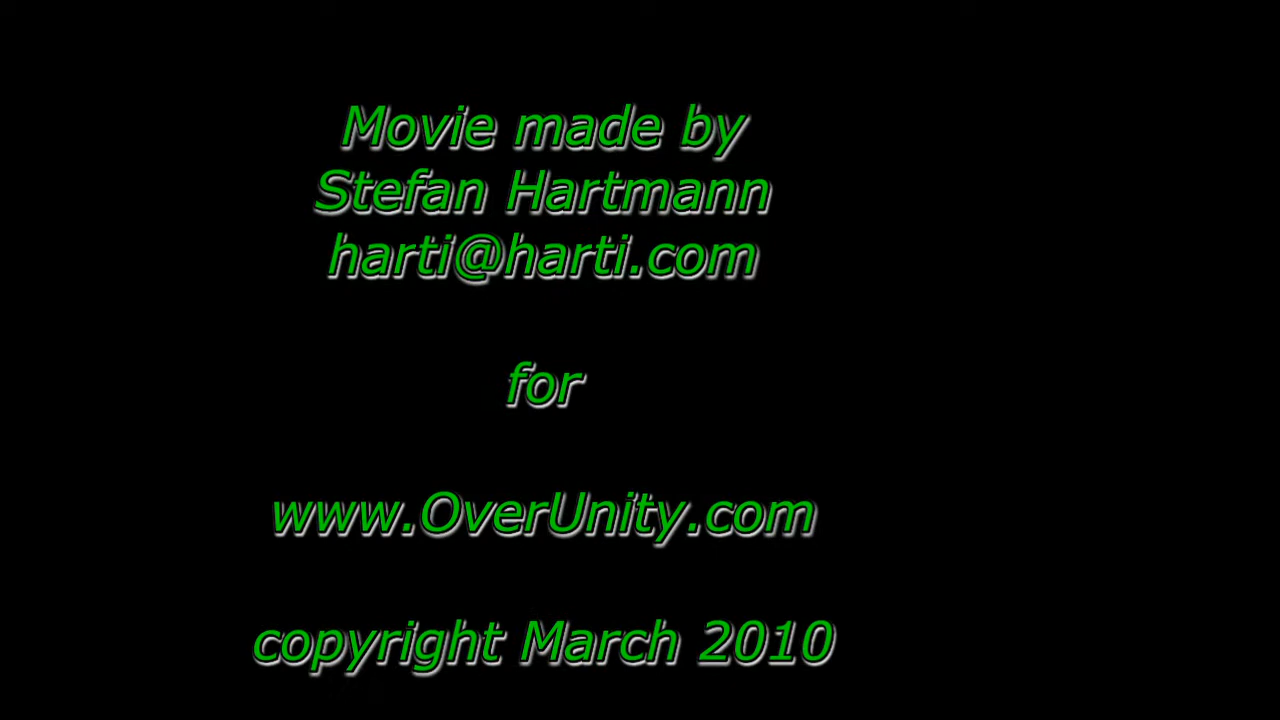 Movie made by
Stefan Hartmann
harti@harti.com
for
www.OverUnity.com
copyright March 2010